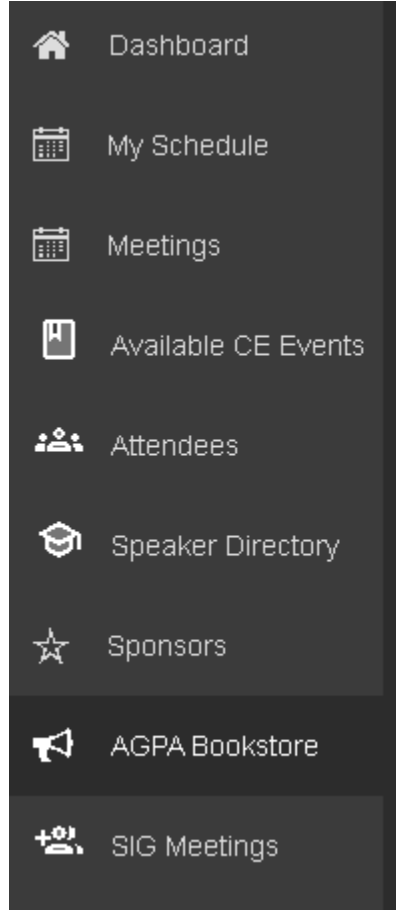 Dashboard
My Schedule
Meetings
Available CE Events
Attendees
Speaker Directory
Sponsors
AGPA Bookstore
SIG Meetings